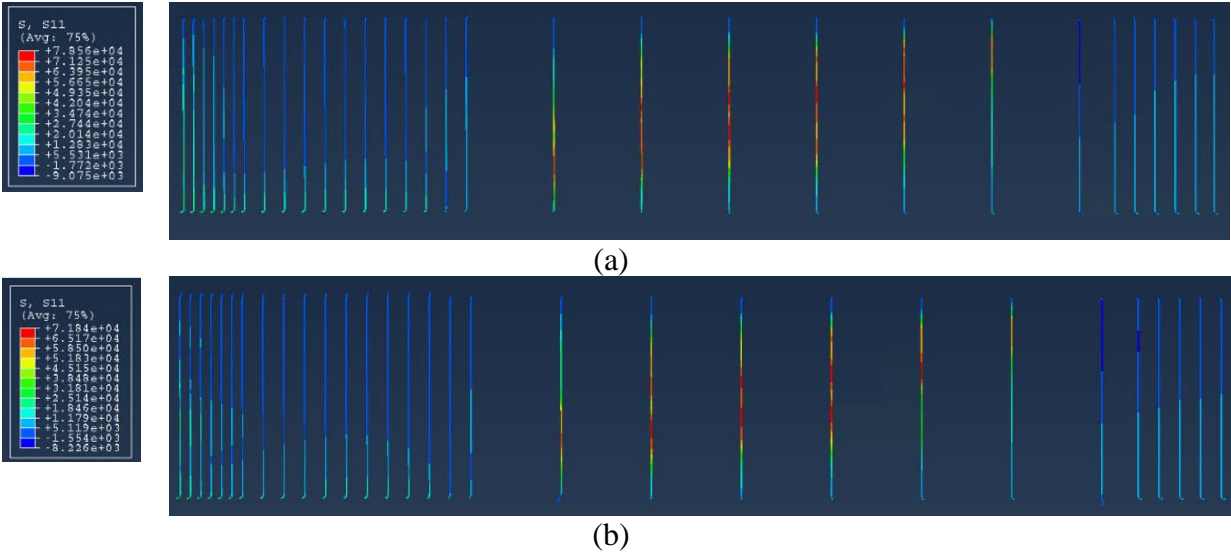 S, S11
(Avg: 75%)
+7.856e+04
+7.125e+04
+6.395e+04
+5.665e+04
+4.935e+04
+4.204e+04
+3.474e+04
+2.744e+04
+2.014e+04
+1.283e+04
+5.531e+03
-1.772e+03
-9.075e+03
(a)
S, S11
(Avg: 75%)
+7.184e+04
+6.517e+04
+5.850e+04
+5.183e+04
+4.515e+04
+3.848e+04
+3.181e+04
+2.514e+04
+1.846e+04
+1.179e+04
+5.119e+03
-1.554e+03
-8.226e+03
(b)